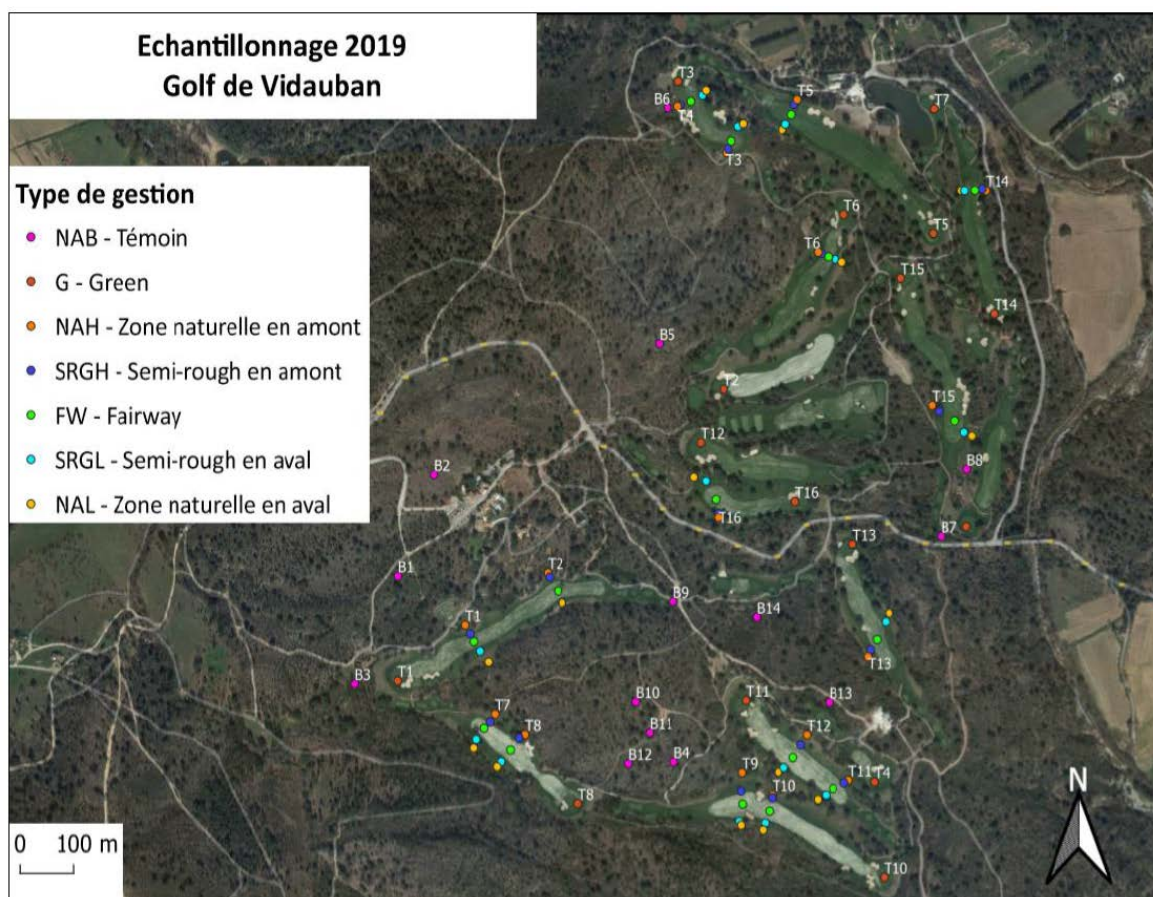 Echantillonnage 2019
Golf de Vidauban
Type de gestion
NAB - Témoin
G - Green
NAH - Zone naturelle en amont
SRGH - Semi-rough en amont
FW - Fairway
SRGL - Semi-rough en aval
NAL - Zone naturelle en aval
T3
B6
T4
T3
T5
T7
T14
T6
T5
T6
T15
T14
B5
T2
T15
T12
B8
B2
T16
T16
B7
T13
T2
B1
B9
B14
T1
T13
B3
T1
B10
T11
B13
T7
T8
B11
T12
B12
B4
T9
T11
T4
T10
T8
T10
N
0 100 m